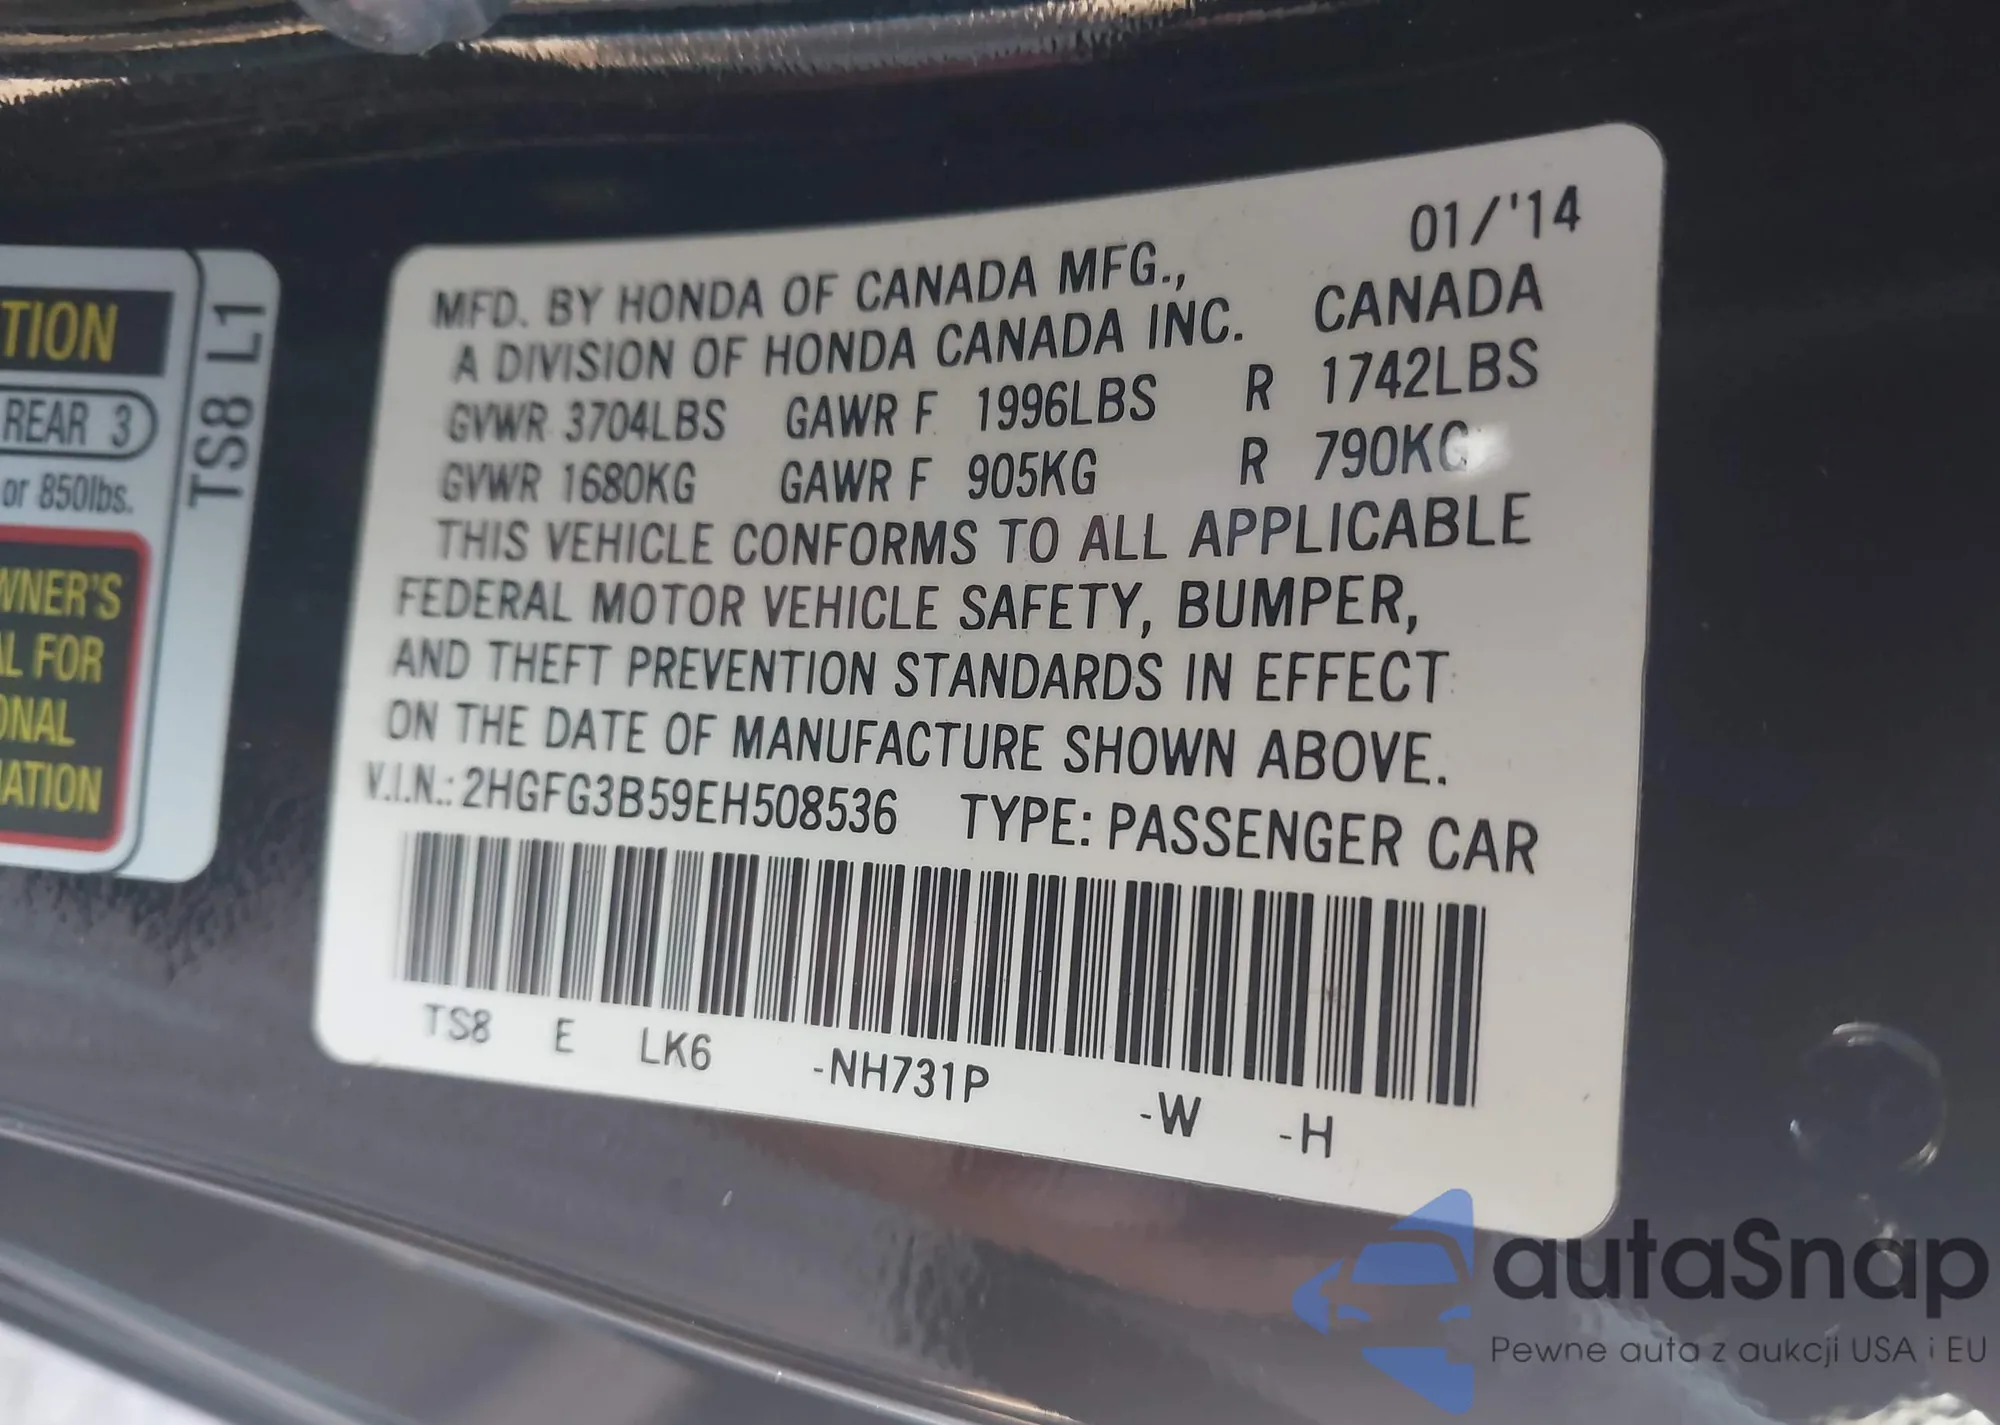 01/'14
MFD. BY HONDA OF CANADA MFG.,
A DIVISION OF HONDA CANADA INC. CANADA
GVWR 3704LBS GAWR F 1996LBS R 1742LBS
GVWR 1680KG GAWR F 905KG R 790KG
THIS VEHICLE CONFORMS TO ALL APPLICABLE
FEDERAL MOTOR VEHICLE SAFETY, BUMPER,
AND THEFT PREVENTION STANDARDS IN EFFECT
ON THE DATE OF MANUFACTURE SHOWN ABOVE.
V.I.N.: 2HGFG3B59EH508536 TYPE: PASSENGER CAR
TS8 E LK6 -NH731P -W -H
TION
REAR 3
or 850lbs.
WNER'S
AL FOR
ONAL
MATION
TS8 L1
autaSnap
Pewne auta z aukcji USA i EU